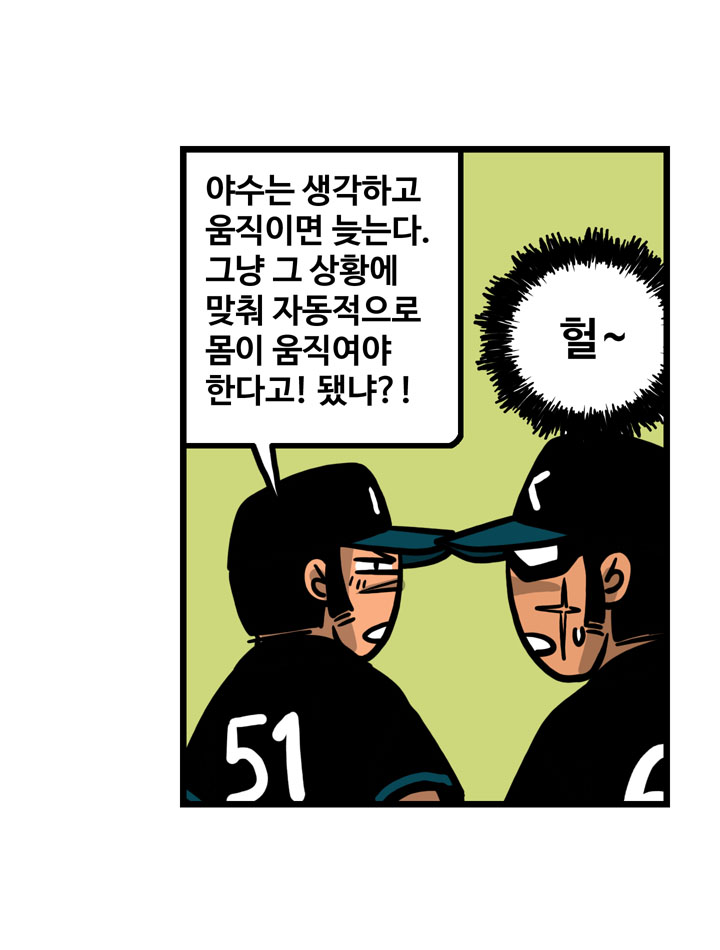 야수는 생각하고
움직이면 늦는다.
그냥 그 상황에
맞춰 자동적으로
몸이 움직여야
한다고! 됐냐?!
헐~
51